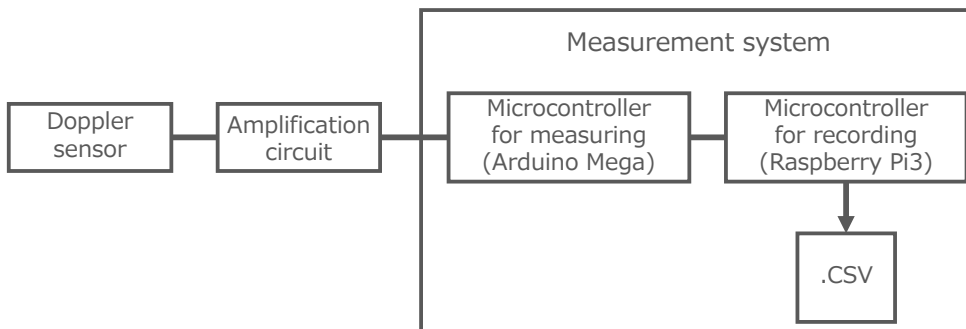 Measurement system
Doppler
sensor
Amplification
circuit
Microcontroller
for measuring
(Arduino Mega)
Microcontroller
for recording
(Raspberry Pi3)
.CSV